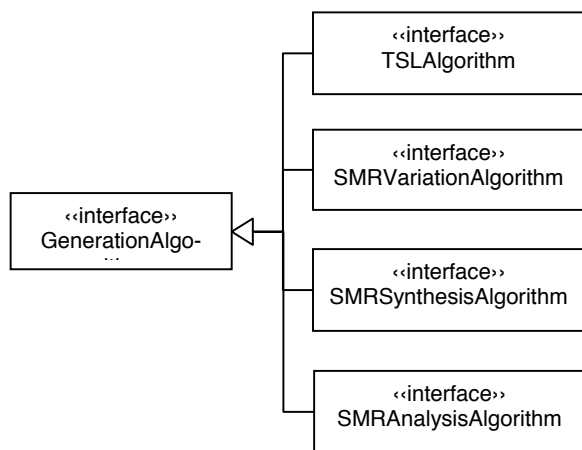 ‹‹interface››
TSLAlgorithm
‹‹interface››
SMRVariationAlgorithm
‹‹interface››
GenerationAlgo-
‹‹interface››
SMRSynthesisAlgorithm
‹‹interface››
SMRAnalysisAlgorithm